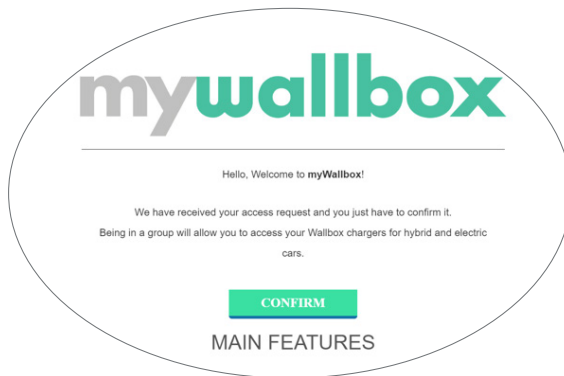 mywallbox
Hello, Welcome to myWallbox!
We have received your access request and you just have to confirm it.
Being in a group will allow you to access your Wallbox chargers for hybrid and electric
cars.
CONFIRM
MAIN FEATURES